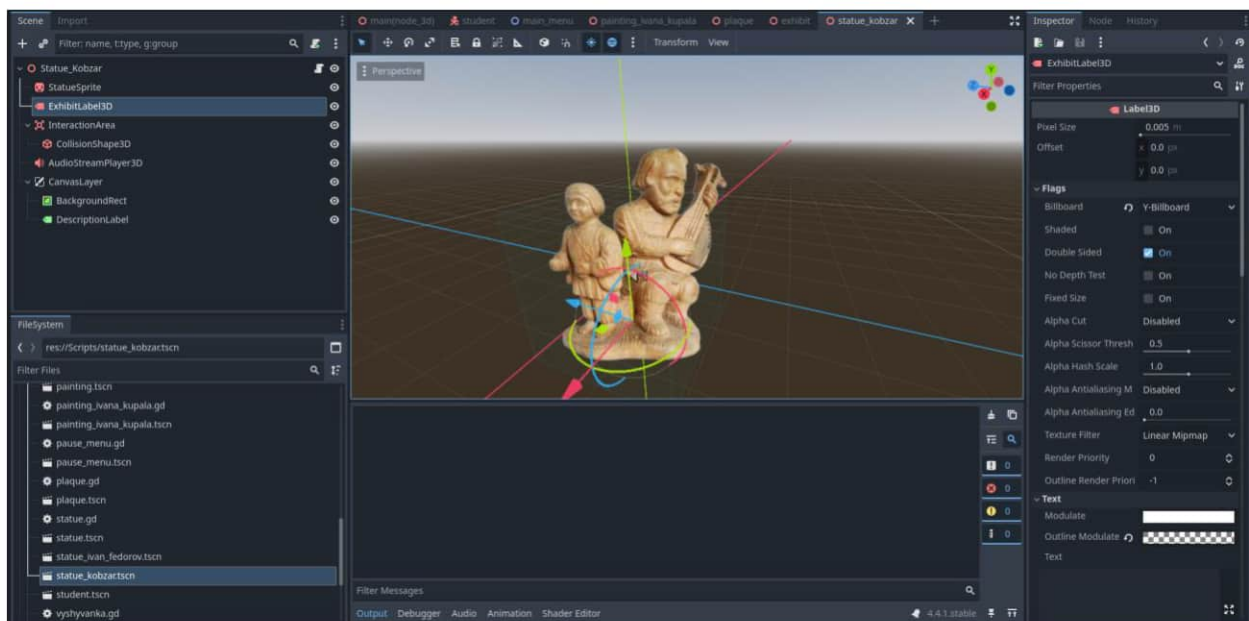 Scene Import
Filter: name, t:type, g:group
Statue_Kobzar
StatueSprite
ExhibitLabel3D
InteractionArea
CollisionShape3D
AudioStreamPlayer3D
CanvasLayer
BackgroundRect
DescriptionLabel
FileSystem
res://Scripts/statue_kobzar.tscn
Filter Files
painting.tscn
painting_ivana_kupala.gd
painting_ivana_kupala.tscn
pause_menu.gd
pause_menu.tscn
plaque.gd
plaque.tscn
statue.gd
statue.tscn
statue_ivan_fedorov.tscn
statue_kobzar.tscn
student.tscn
vyshyvanka.gd
main(node_3d) student main_menu painting_ivana_kupala plaque exhibit statue_kobzar
Transform View
Perspective
Y
Z
X
0
0
0
0
Filter Messages
Output Debugger Audio Animation Shader Editor 4.4.1.stable
Inspector Node History
ExhibitLabel3D
Filter Properties
Label3D
Pixel Size 0.005 m
Offset x 0.0 px
y 0.0 px
Flags
Billboard Y-Billboard
Shaded On
Double Sided On
No Depth Test On
Fixed Size On
Alpha Cut Disabled
Alpha Scissor Thresh 0.5
Alpha Hash Scale 1.0
Alpha Antialiasing M Disabled
Alpha Antialiasing Ed 0.0
Texture Filter Linear Mipmap
Render Priority 0
Outline Render Priori -1
Text
Modulate
Outline Modulate
Text